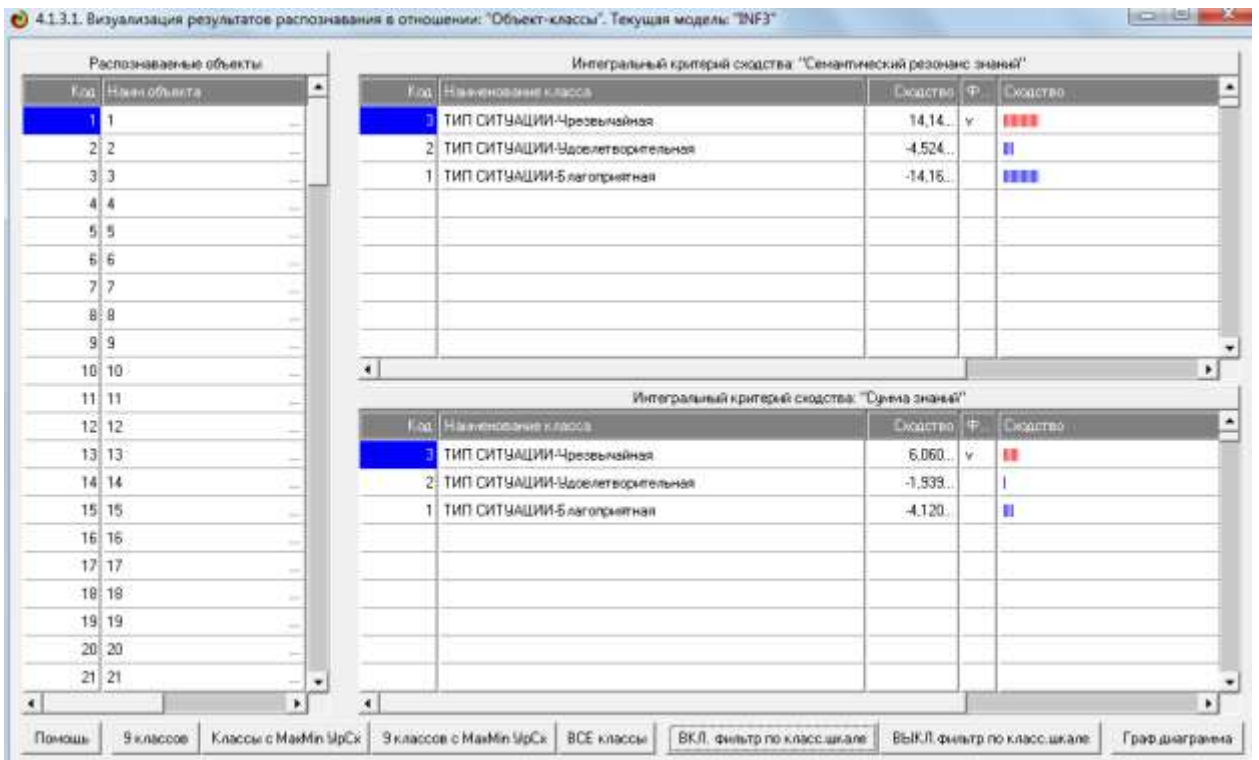 4.1.3.1. Визуализация результатов распознавания в отношении: "Объект-классы". Текущая модель: "INF3"
Распознаваемые объекты
Код Наим.объекта
1 1 ...
2 2 ...
3 3 ...
4 4 ...
5 5 ...
6 6 ...
7 7 ...
8 8 ...
9 9 ...
10 10 ...
11 11 ...
12 12 ...
13 13 ...
14 14 ...
15 15 ...
16 16 ...
17 17 ...
18 18 ...
19 19 ...
20 20 ...
21 21 ...
Интегральный критерий сходства: "Семантический резонанс знаний"
Код Наименование класса Сходство Ф... Сходство
3 ТИП СИТУАЦИИ-Чрезвычайная 14,14... v
2 ТИП СИТУАЦИИ-Удовлетворительная -4,524...
1 ТИП СИТУАЦИИ-Благоприятная -14,16...
Интегральный критерий сходства: "Сумма знаний"
Код Наименование класса Сходство Ф... Сходство
3 ТИП СИТУАЦИИ-Чрезвычайная 6,060... v
2 ТИП СИТУАЦИИ-Удовлетворительная -1,939...
1 ТИП СИТУАЦИИ-Благоприятная -4,120...
Помощь 9 классов Классы с MaxMin УрСх 9 классов с MaxMin УрСх ВСЕ классы ВКЛ. фильтр по класс.шкале ВЫКЛ.фильтр по класс.шкале Граф.диаграмма